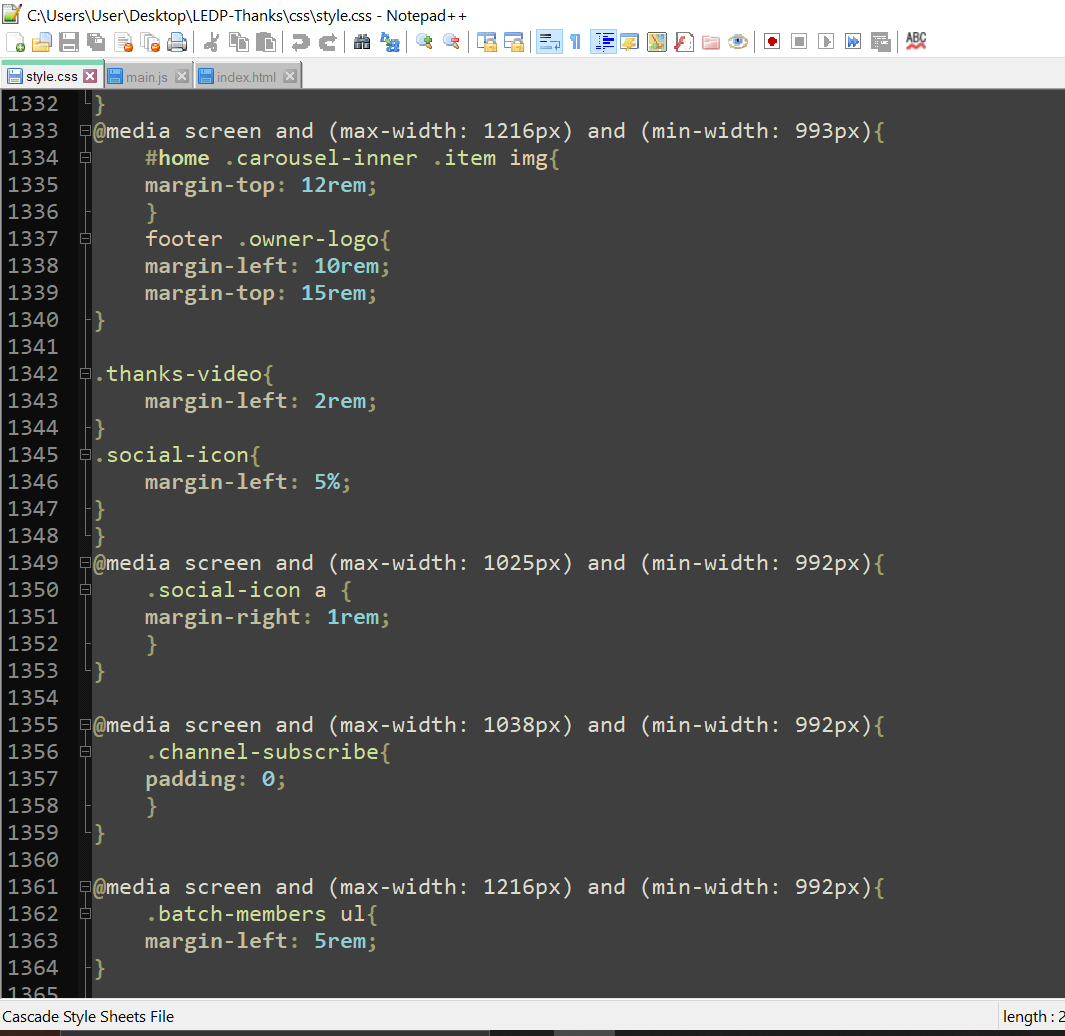 C:\Users\User\Desktop\LEDP-Thanks\css\style.css - Notepad++
ABC
style.css main.js index.html
1332 }
1333 @media screen and (max-width: 1216px) and (min-width: 993px){
1334 #home .carousel-inner .item img{
1335 margin-top: 12rem;
1336 }
1337 footer .owner-logo{
1338 margin-left: 10rem;
1339 margin-top: 15rem;
1340 }
1341
1342 .thanks-video{
1343 margin-left: 2rem;
1344 }
1345 .social-icon{
1346 margin-left: 5%;
1347 }
1348 }
1349 @media screen and (max-width: 1025px) and (min-width: 992px){
1350 .social-icon a {
1351 margin-right: 1rem;
1352 }
1353 }
1354
1355 @media screen and (max-width: 1038px) and (min-width: 992px){
1356 .channel-subscribe{
1357 padding: 0;
1358 }
1359 }
1360
1361 @media screen and (max-width: 1216px) and (min-width: 992px){
1362 .batch-members ul{
1363 margin-left: 5rem;
1364 }
1365
Cascade Style Sheets File length : 2